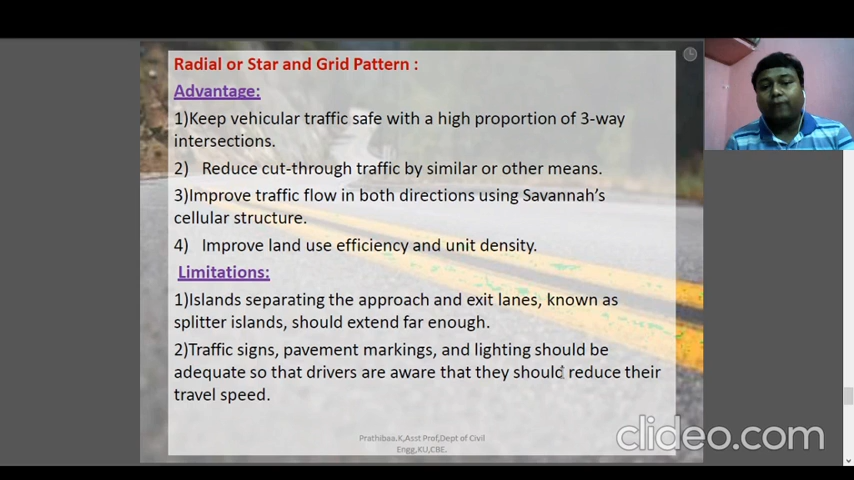 Radial or Star and Grid Pattern :
Advantage:
1)Keep vehicular traffic safe with a high proportion of 3-way
intersections.
2) Reduce cut-through traffic by similar or other means.
3)Improve traffic flow in both directions using Savannah's
cellular structure.
4) Improve land use efficiency and unit density.
Limitations:
1)Islands separating the approach and exit lanes, known as
splitter islands, should extend far enough.
2)Traffic signs, pavement markings, and lighting should be
adequate so that drivers are aware that they should reduce their
travel speed.
Prathibaa.K,Asst Prof,Dept of Civil
Engg,KU,CBE.
clideo.com